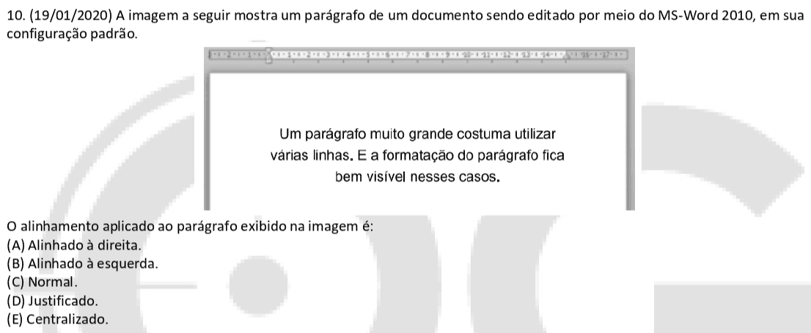 10. (19/01/2020) A imagem a seguir mostra um parágrafo de um documento sendo editado por meio do MS-Word 2010, em sua
configuração padrão.
Um parágrafo muito grande costuma utilizar
várias linhas. E a formatação do parágrafo fica
bem visível nesses casos.
O alinhamento aplicado ao parágrafo exibido na imagem é:
(A) Alinhado à direita.
(B) Alinhado à esquerda.
(C) Normal.
(D) Justificado.
(E) Centralizado.